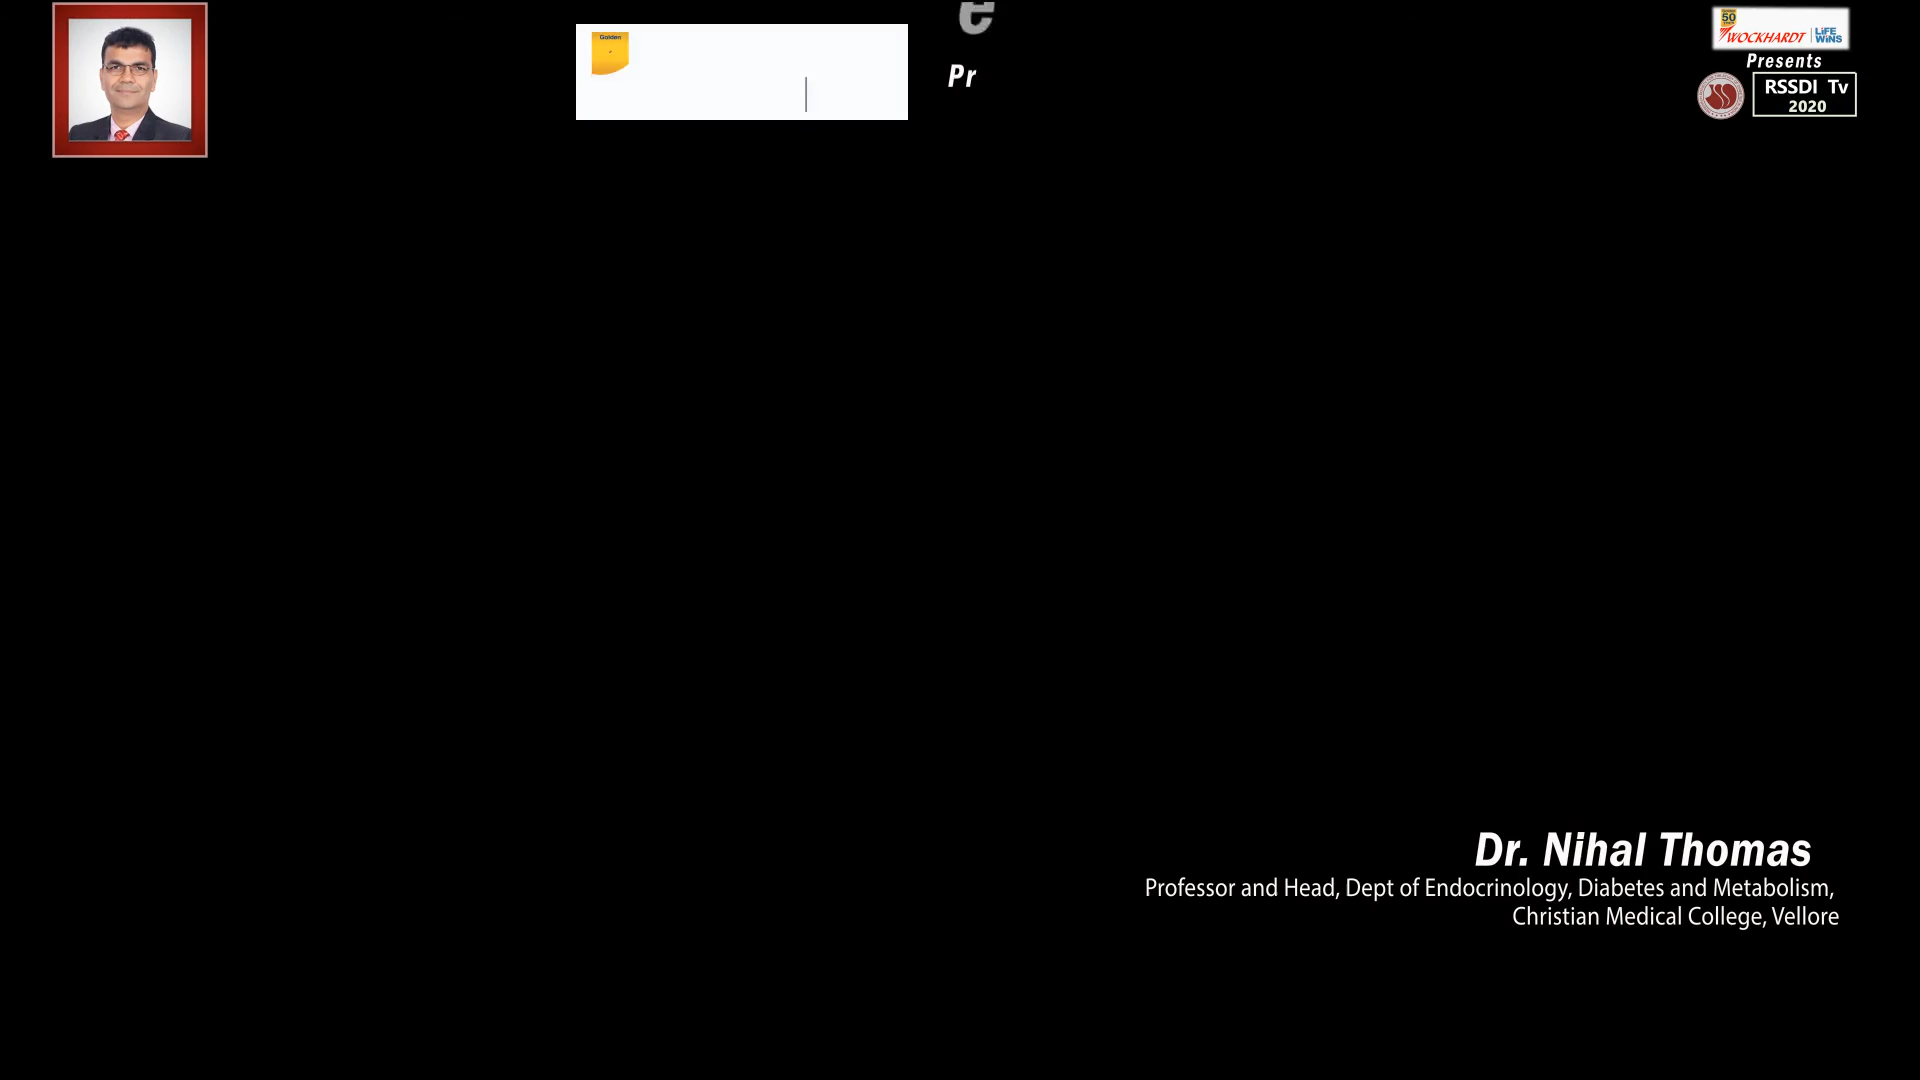 Golden
e
Pr
50
WOCKHARDT LiFE WiNS
Presents
RSSDI Tv
2020
Dr. Nihal Thomas
Professor and Head, Dept of Endocrinology, Diabetes and Metabolism,
Christian Medical College, Vellore